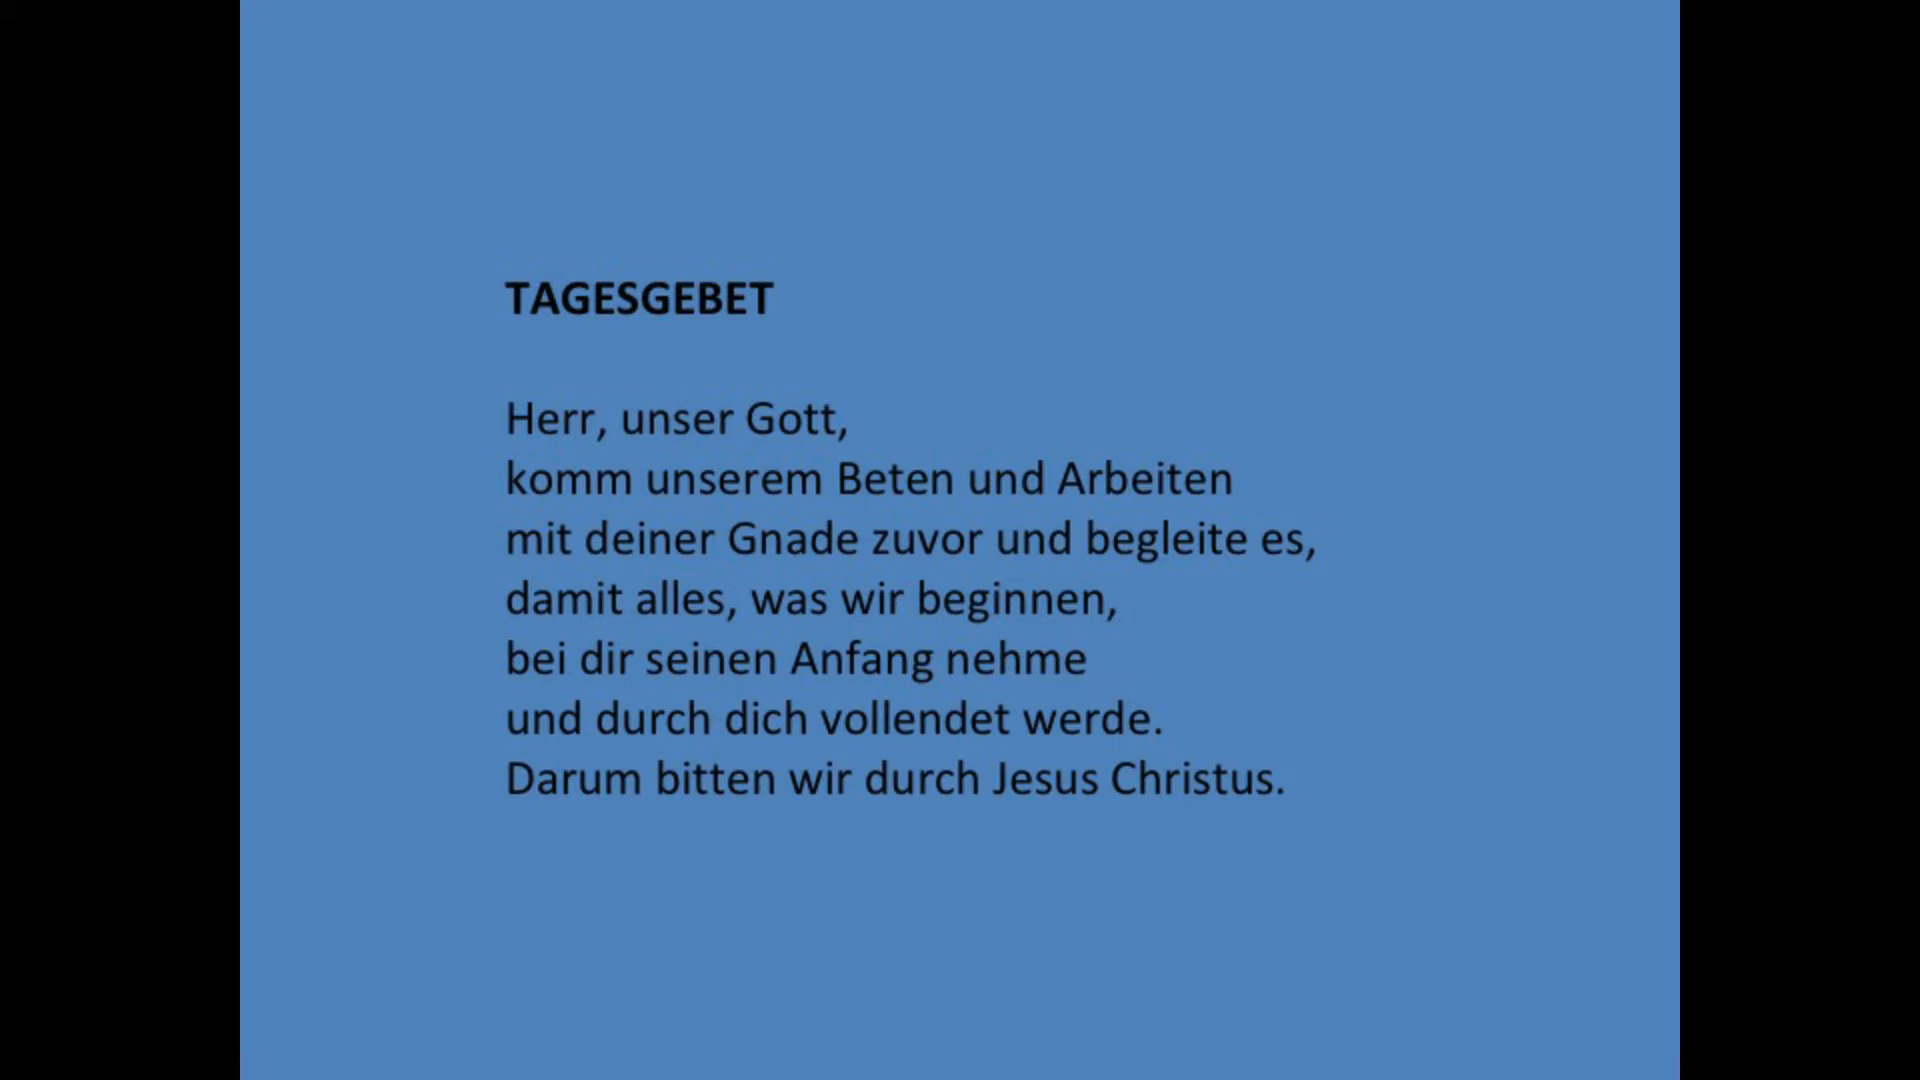 TAGESGEBET
Herr, unser Gott,
komm unserem Beten und Arbeiten
mit deiner Gnade zuvor und begleite es,
damit alles, was wir beginnen,
bei dir seinen Anfang nehme
und durch dich vollendet werde.
Darum bitten wir durch Jesus Christus.